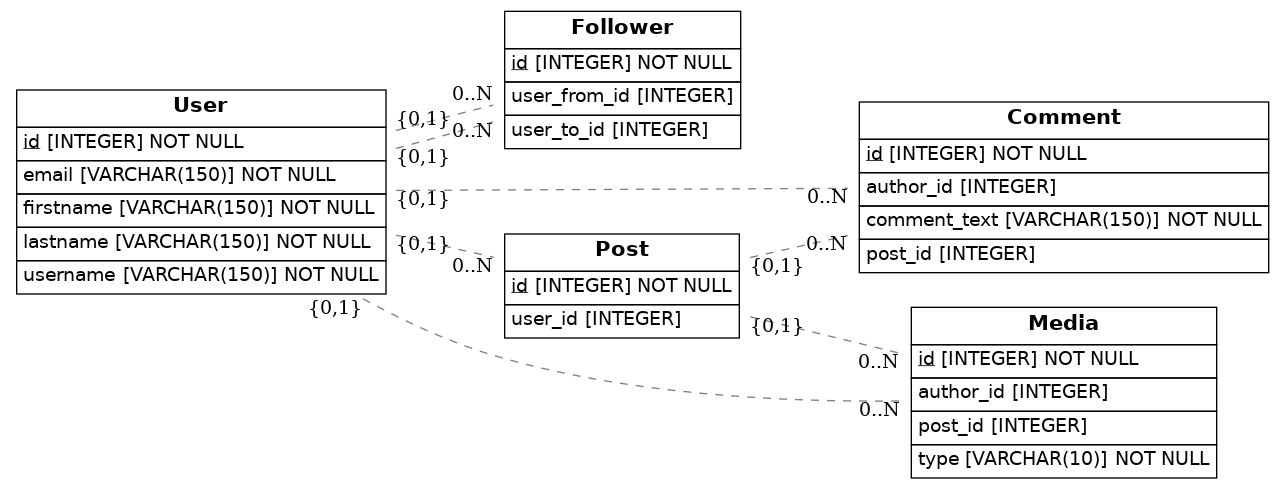 User
id [INTEGER] NOT NULL
email [VARCHAR(150)] NOT NULL
firstname [VARCHAR(150)] NOT NULL
lastname [VARCHAR(150)] NOT NULL
username [VARCHAR(150)] NOT NULL
Follower
id [INTEGER] NOT NULL
user_from_id [INTEGER]
user_to_id [INTEGER]
0..N
{0,1}
0..N
{0,1}
{0,1}
0..N
{0,1}
0..N
Post
id [INTEGER] NOT NULL
user_id [INTEGER]
Comment
id [INTEGER] NOT NULL
author_id [INTEGER]
comment_text [VARCHAR(150)] NOT NULL
post_id [INTEGER]
0..N
{0,1}
{0,1}
0..N
{0,1}
0..N
Media
id [INTEGER] NOT NULL
author_id [INTEGER]
post_id [INTEGER]
type [VARCHAR(10)] NOT NULL